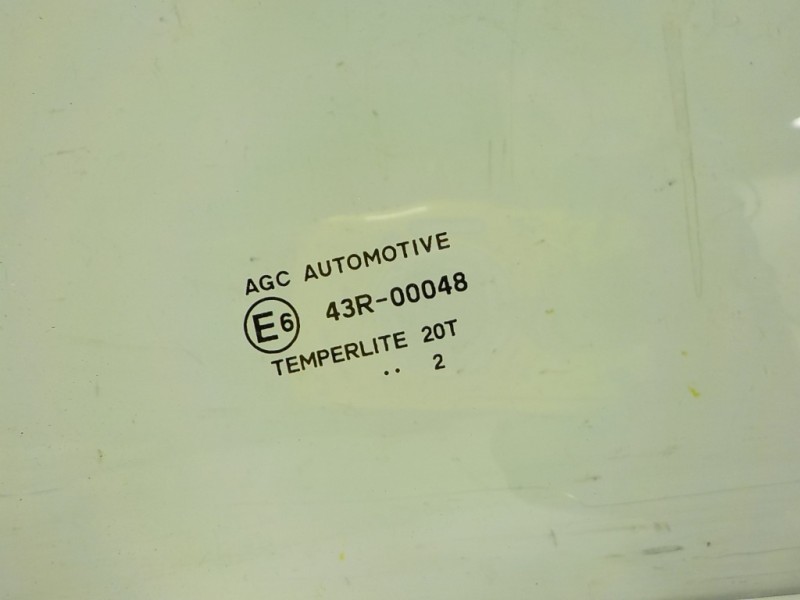 AGC AUTOMOTIVE
E6 43R-00048
TEMPERLITE 20T
.. 2